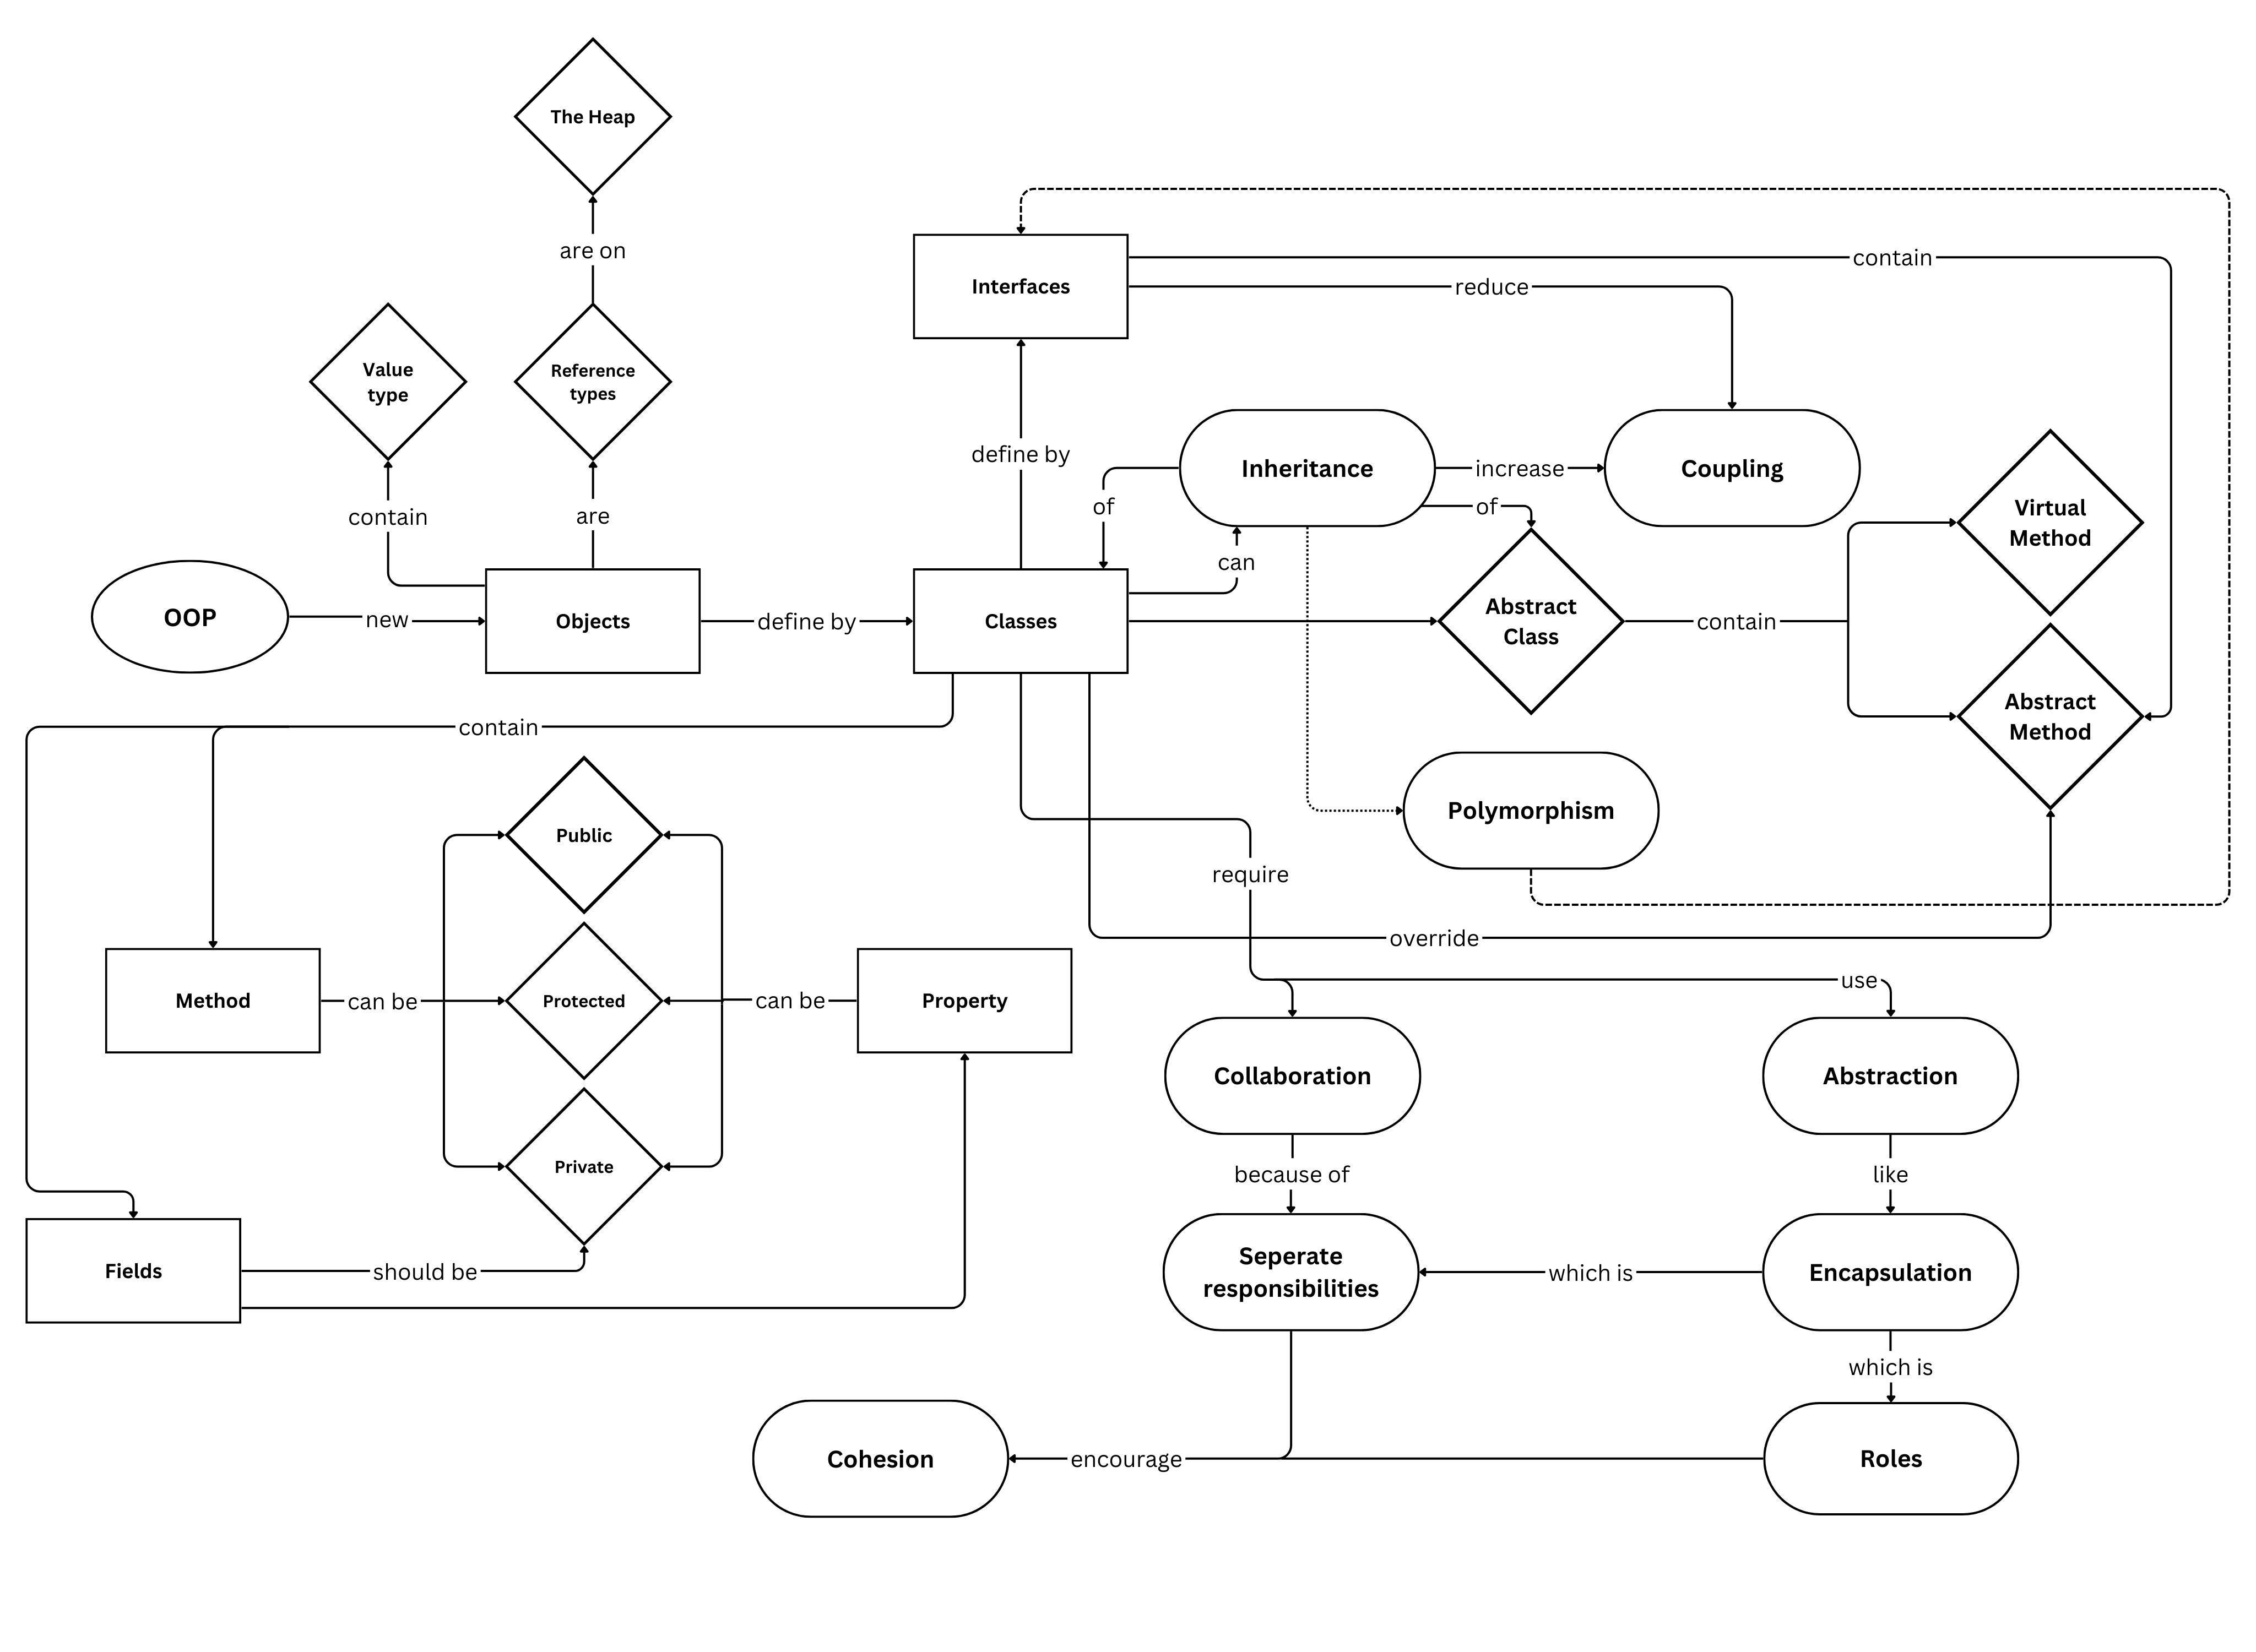 The Heap
are on
Interfaces
contain
reduce
Value
type
Reference
types
define by
Inheritance
increase
Coupling
of
of
Virtual
Method
contain
are
can
OOP
new
Objects
define by
Classes
Abstract
Class
contain
Abstract
Method
contain
Public
Polymorphism
require
override
use
Method
can be
Protected
can be
Property
Collaboration
Abstraction
Private
because of
like
Fields
should be
Seperate
responsibilities
which is
Encapsulation
which is
Cohesion
encourage
Roles